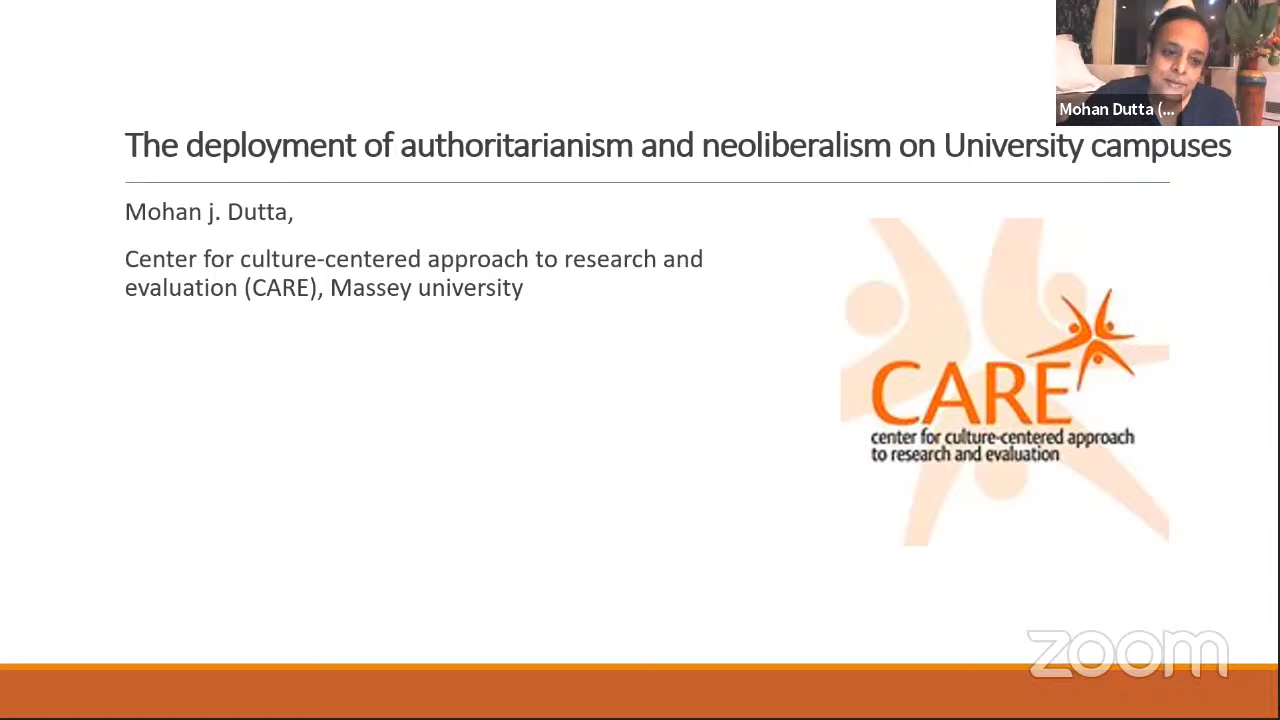 Mohan Dutta (...
The deployment of authoritarianism and neoliberalism on University campuses
Mohan j. Dutta,
Center for culture-centered approach to research and
evaluation (CARE), Massey university
CARE
center for culture-centered approach
to research and evaluation
zoom